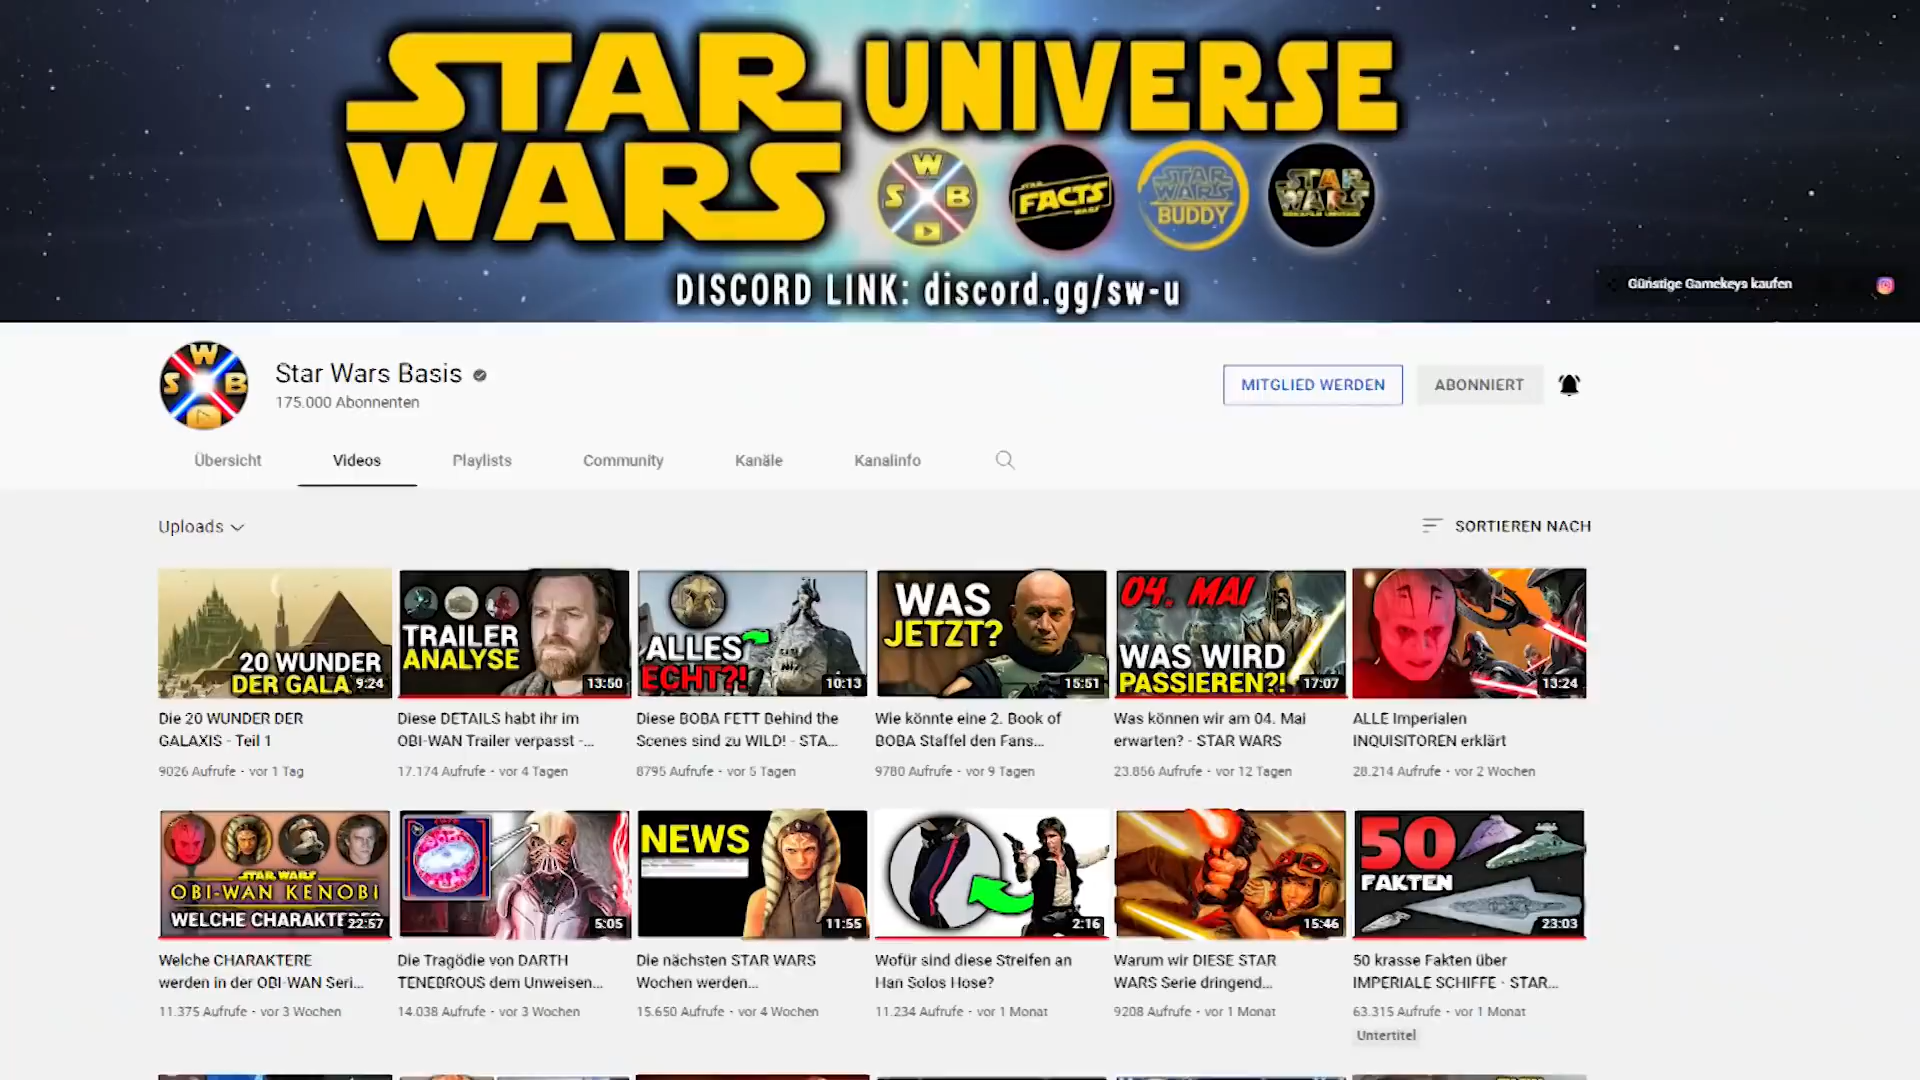 STAR UNIVERSE
WARS
W
S B
FACTS
STAR WARS
BUDDY
STAR
WARS
DISCORD LINK: discord.gg/sw-u
Günstige Gamekeys kaufen
W
S B
Star Wars Basis
175.000 Abonnenten
MITGLIED WERDEN
ABONNIERT
Übersicht
Videos
Playlists
Community
Kanäle
Kanalinfo
Uploads
SORTIEREN NACH
20 WUNDER
DER GALA
9:24
TRAILER
ANALYSE
13:50
ALLES
ECHT?!
10:13
WAS
JETZT?
15:51
04. MAI
WAS WIRD
PASSIEREN?!
17:07
13:24
Die 20 WUNDER DER
GALAXIS - Teil 1
9026 Aufrufe • vor 1 Tag
Diese DETAILS habt ihr im
OBI-WAN Trailer verpasst -...
17.174 Aufrufe • vor 4 Tagen
Diese BOBA FETT Behind the
Scenes sind zu WILD! - STA...
8795 Aufrufe • vor 5 Tagen
Wie könnte eine 2. Book of
BOBA Staffel den Fans...
9780 Aufrufe • vor 9 Tagen
Was können wir am 04. Mai
erwarten? - STAR WARS
23.856 Aufrufe • vor 12 Tagen
ALLE Imperialen
INQUISITOREN erklärt
28.214 Aufrufe • vor 2 Wochen
STAR WARS
OBI-WAN KENOBI
WELCHE CHARAKTERE
22:57
5:05
NEWS
11:55
2:16
15:46
50
FAKTEN
23:03
Welche CHARAKTERE
werden in der OBI-WAN Seri...
11.375 Aufrufe • vor 3 Wochen
Die Tragödie von DARTH
TENEBROUS dem Unweisen...
14.038 Aufrufe • vor 3 Wochen
Die nächsten STAR WARS
Wochen werden...
15.650 Aufrufe • vor 4 Wochen
Wofür sind diese Streifen an
Han Solos Hose?
11.234 Aufrufe • vor 1 Monat
Warum wir DIESE STAR
WARS Serie dringend...
9208 Aufrufe • vor 1 Monat
50 krasse Fakten über
IMPERIALE SCHIFFE - STAR...
63.315 Aufrufe • vor 1 Monat
Untertitel